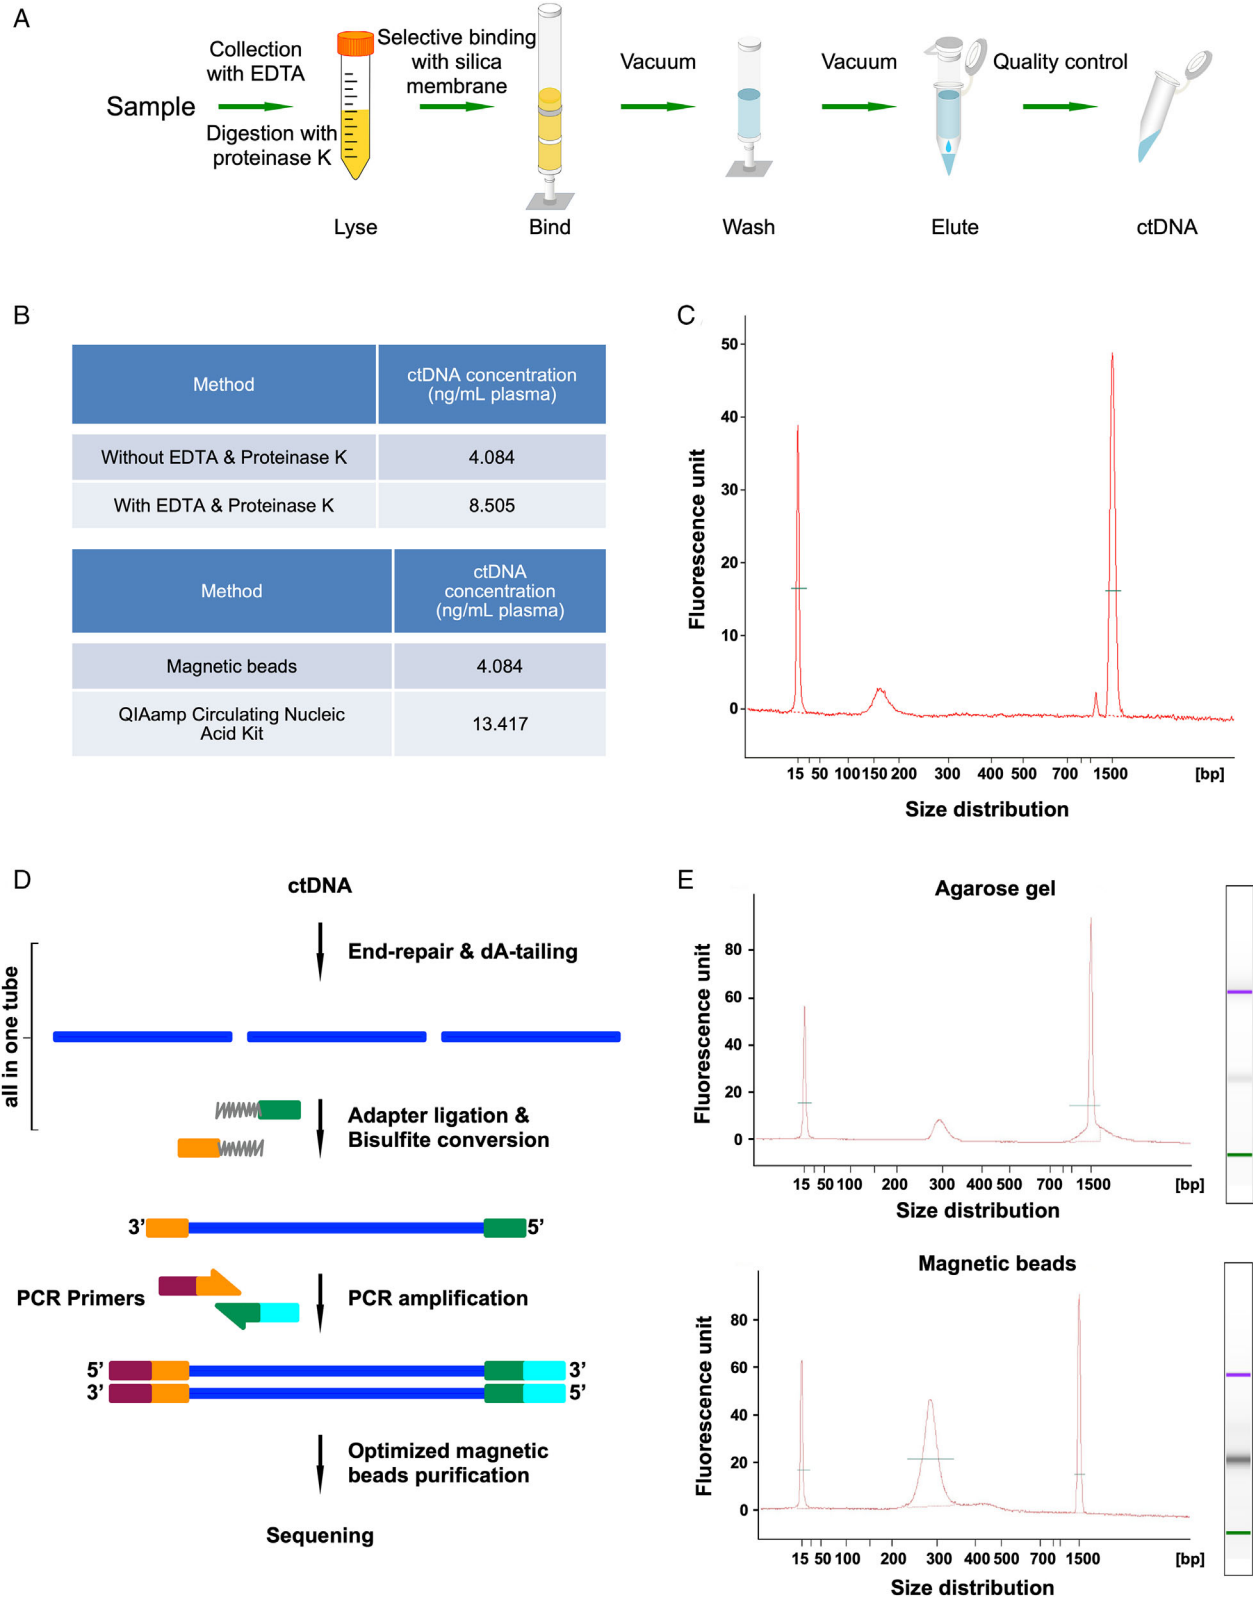 A
Collection
with EDTA
Sample
Digestion with
proteinase K
Selective binding
with silica
membrane
Vacuum
Vacuum
Quality control
Lyse
Bind
Wash
Elute
ctDNA
B
Method
ctDNA concentration
(ng/mL plasma)
Without EDTA & Proteinase K
4.084
With EDTA & Proteinase K
8.505
Method
ctDNA
concentration
(ng/mL plasma)
Magnetic beads
4.084
QIAamp Circulating Nucleic
Acid Kit
13.417
C
Fluorescence unit
50
40
30
20
10
0
15 50 100 150 200 300 400 500 700 1500 [bp]
Size distribution
D
ctDNA
End-repair & dA-tailing
all in one tube
Adapter ligation &
Bisulfite conversion
3’ 5’
PCR Primers
PCR amplification
5’ 3’
3’ 5’
Optimized magnetic
beads purification
Sequening
E
Agarose gel
Fluorescence unit
80
60
40
20
0
15 50 100 200 300 400 500 700 1500 [bp]
Size distribution
Magnetic beads
Fluorescence unit
80
60
40
20
0
15 50 100 200 300 400 500 700 1500 [bp]
Size distribution